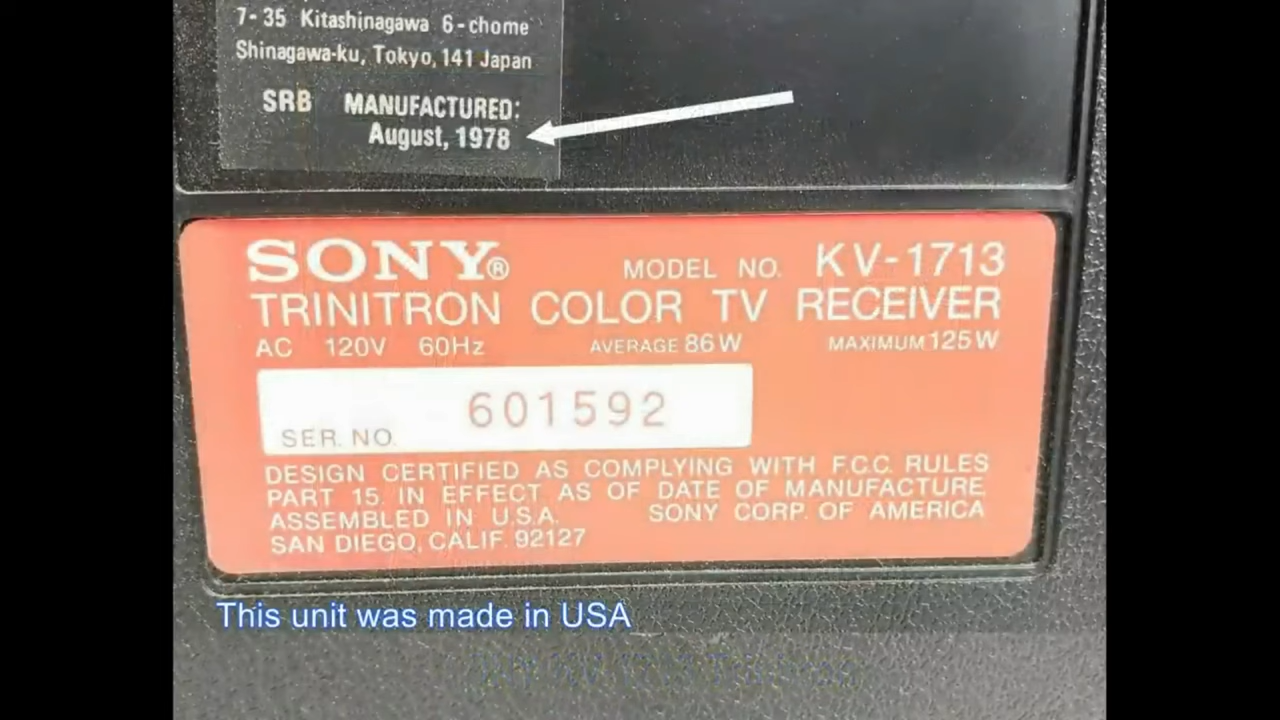 7-35 Kitashinagawa 6-chome
Shinagawa-ku, Tokyo, 141 Japan
SRB MANUFACTURED:
August, 1978
SONY®
MODEL NO. KV-1713
TRINITRON COLOR TV RECEIVER
AC 120V 60Hz AVERAGE 86W MAXIMUM 125W
601592
SER. NO.
DESIGN CERTIFIED AS COMPLYING WITH F.C.C. RULES
PART 15. IN EFFECT AS OF DATE OF MANUFACTURE
ASSEMBLED IN U.S.A. SONY CORP. OF AMERICA
SAN DIEGO, CALIF. 92127
This unit was made in USA